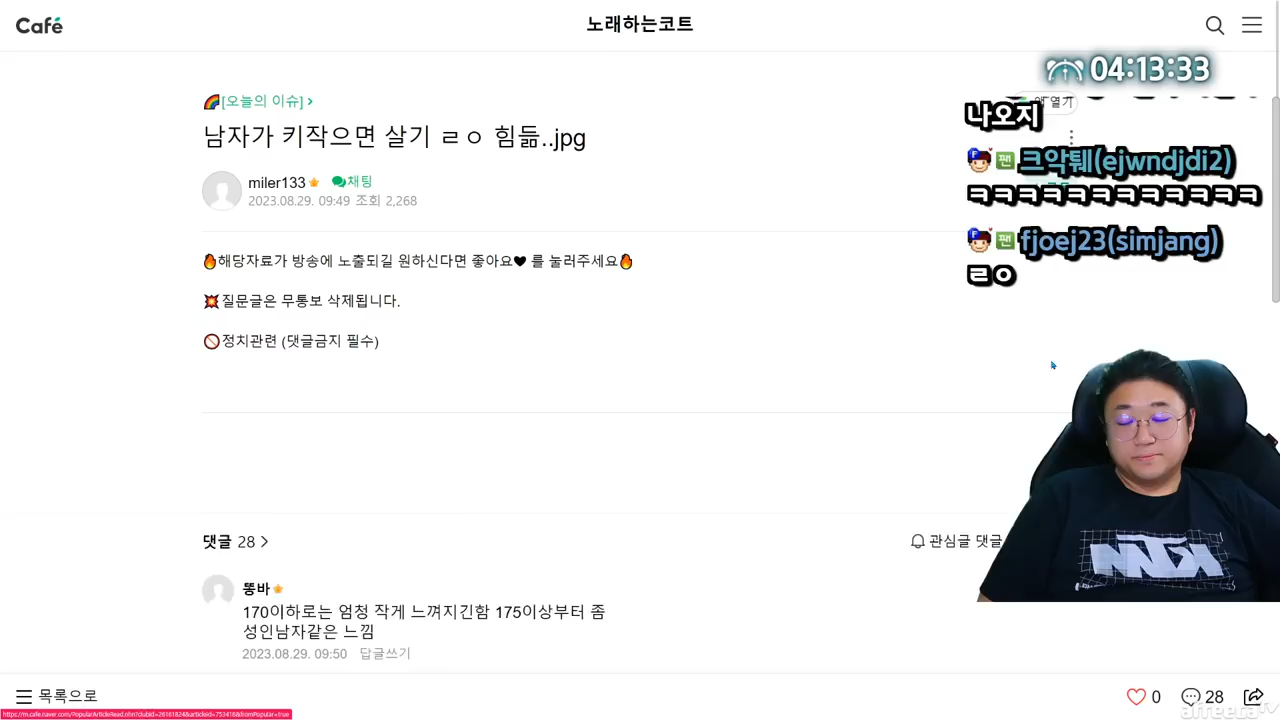 Café
노래하는코트
04:13:33
🌈[오늘의 이슈] >
앱 열기
남자가 키작으면 살기 ㄹㅇ 힘듦..jpg
나오지
크악퉤(ejwndjdi2)
ㅋㅋㅋㅋㅋㅋㅋㅋㅋㅋㅋㅋ
miler133
채팅
2023.08.29. 09:49 조회 2,268
fjoej23(simjang)
ㄹㅇ
🔥해당자료가 방송에 노출되길 원하신다면 좋아요🖤 를 눌러주세요🔥
💥질문글은 무통보 삭제됩니다.
🚫정치관련 (댓글금지 필수)
댓글 28 >
관심글 댓글
똥바
170이하로는 엄청 작게 느껴지긴함 175이상부터 좀
성인남자같은 느낌
2023.08.29. 09:50 답글쓰기
목록으로
0
28
afreecaTV